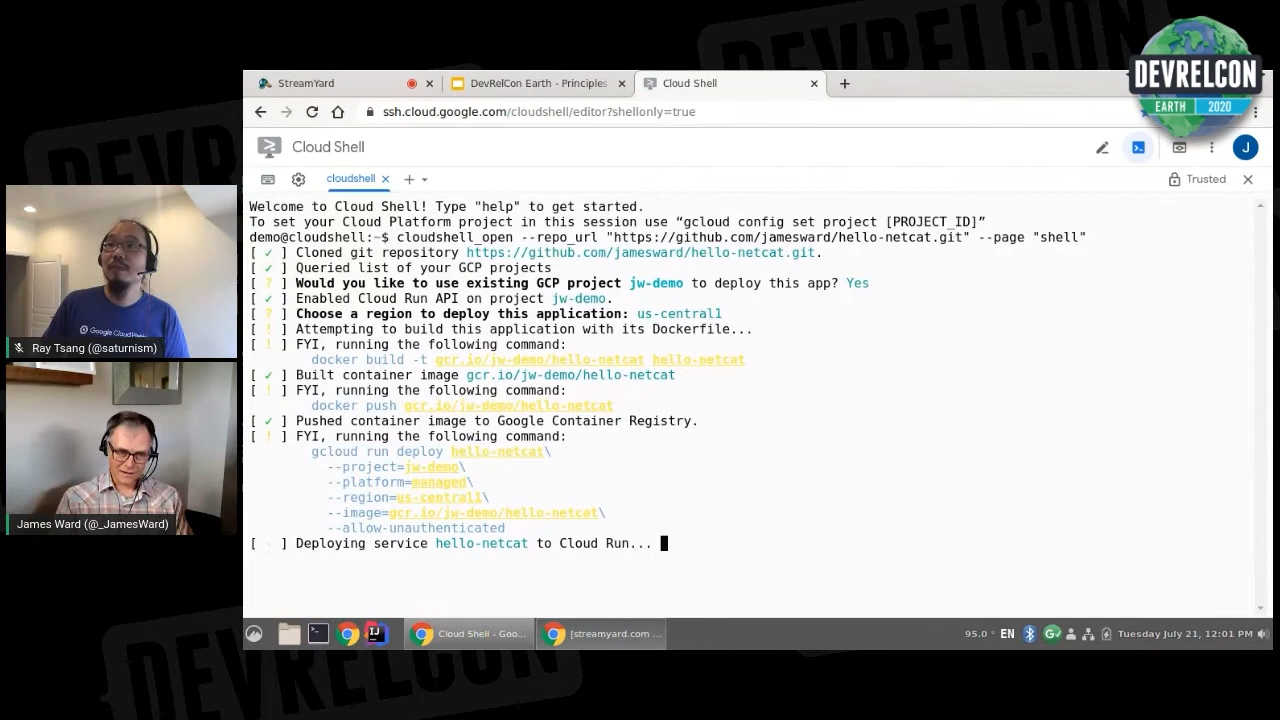 DEVRELCON
EARTH 2020
StreamYard
DevRelCon Earth - Principles
Cloud Shell
ssh.cloud.google.com/cloudshell/editor?shellonly=true
Cloud Shell
J
cloudshell
Trusted
Welcome to Cloud Shell! Type "help" to get started.
To set your Cloud Platform project in this session use “gcloud config set project [PROJECT_ID]”
demo@cloudshell:~$ cloudshell_open --repo_url "https://github.com/jamesward/hello-netcat.git" --page "shell"
[ ✓ ] Cloned git repository https://github.com/jamesward/hello-netcat.git.
[ ✓ ] Queried list of your GCP projects
[ ? ] Would you like to use existing GCP project jw-demo to deploy this app? Yes
[ ✓ ] Enabled Cloud Run API on project jw-demo.
[ ? ] Choose a region to deploy this application: us-central1
[ ! ] Attempting to build this application with its Dockerfile...
[ ! ] FYI, running the following command:
docker build -t gcr.io/jw-demo/hello-netcat hello-netcat
[ ✓ ] Built container image gcr.io/jw-demo/hello-netcat
[ ! ] FYI, running the following command:
docker push gcr.io/jw-demo/hello-netcat
[ ✓ ] Pushed container image to Google Container Registry.
[ ! ] FYI, running the following command:
gcloud run deploy hello-netcat\
--project=jw-demo\
--platform=managed\
--region=us-central1\
--image=gcr.io/jw-demo/hello-netcat\
--allow-unauthenticated
[   ] Deploying service hello-netcat to Cloud Run...
Google Cloud Platform
Ray Tsang (@saturnism)
James Ward (@_JamesWard)
Cloud Shell - Goo...
[streamyard.com ...
95.0 ° EN
Tuesday July 21, 12:01 PM